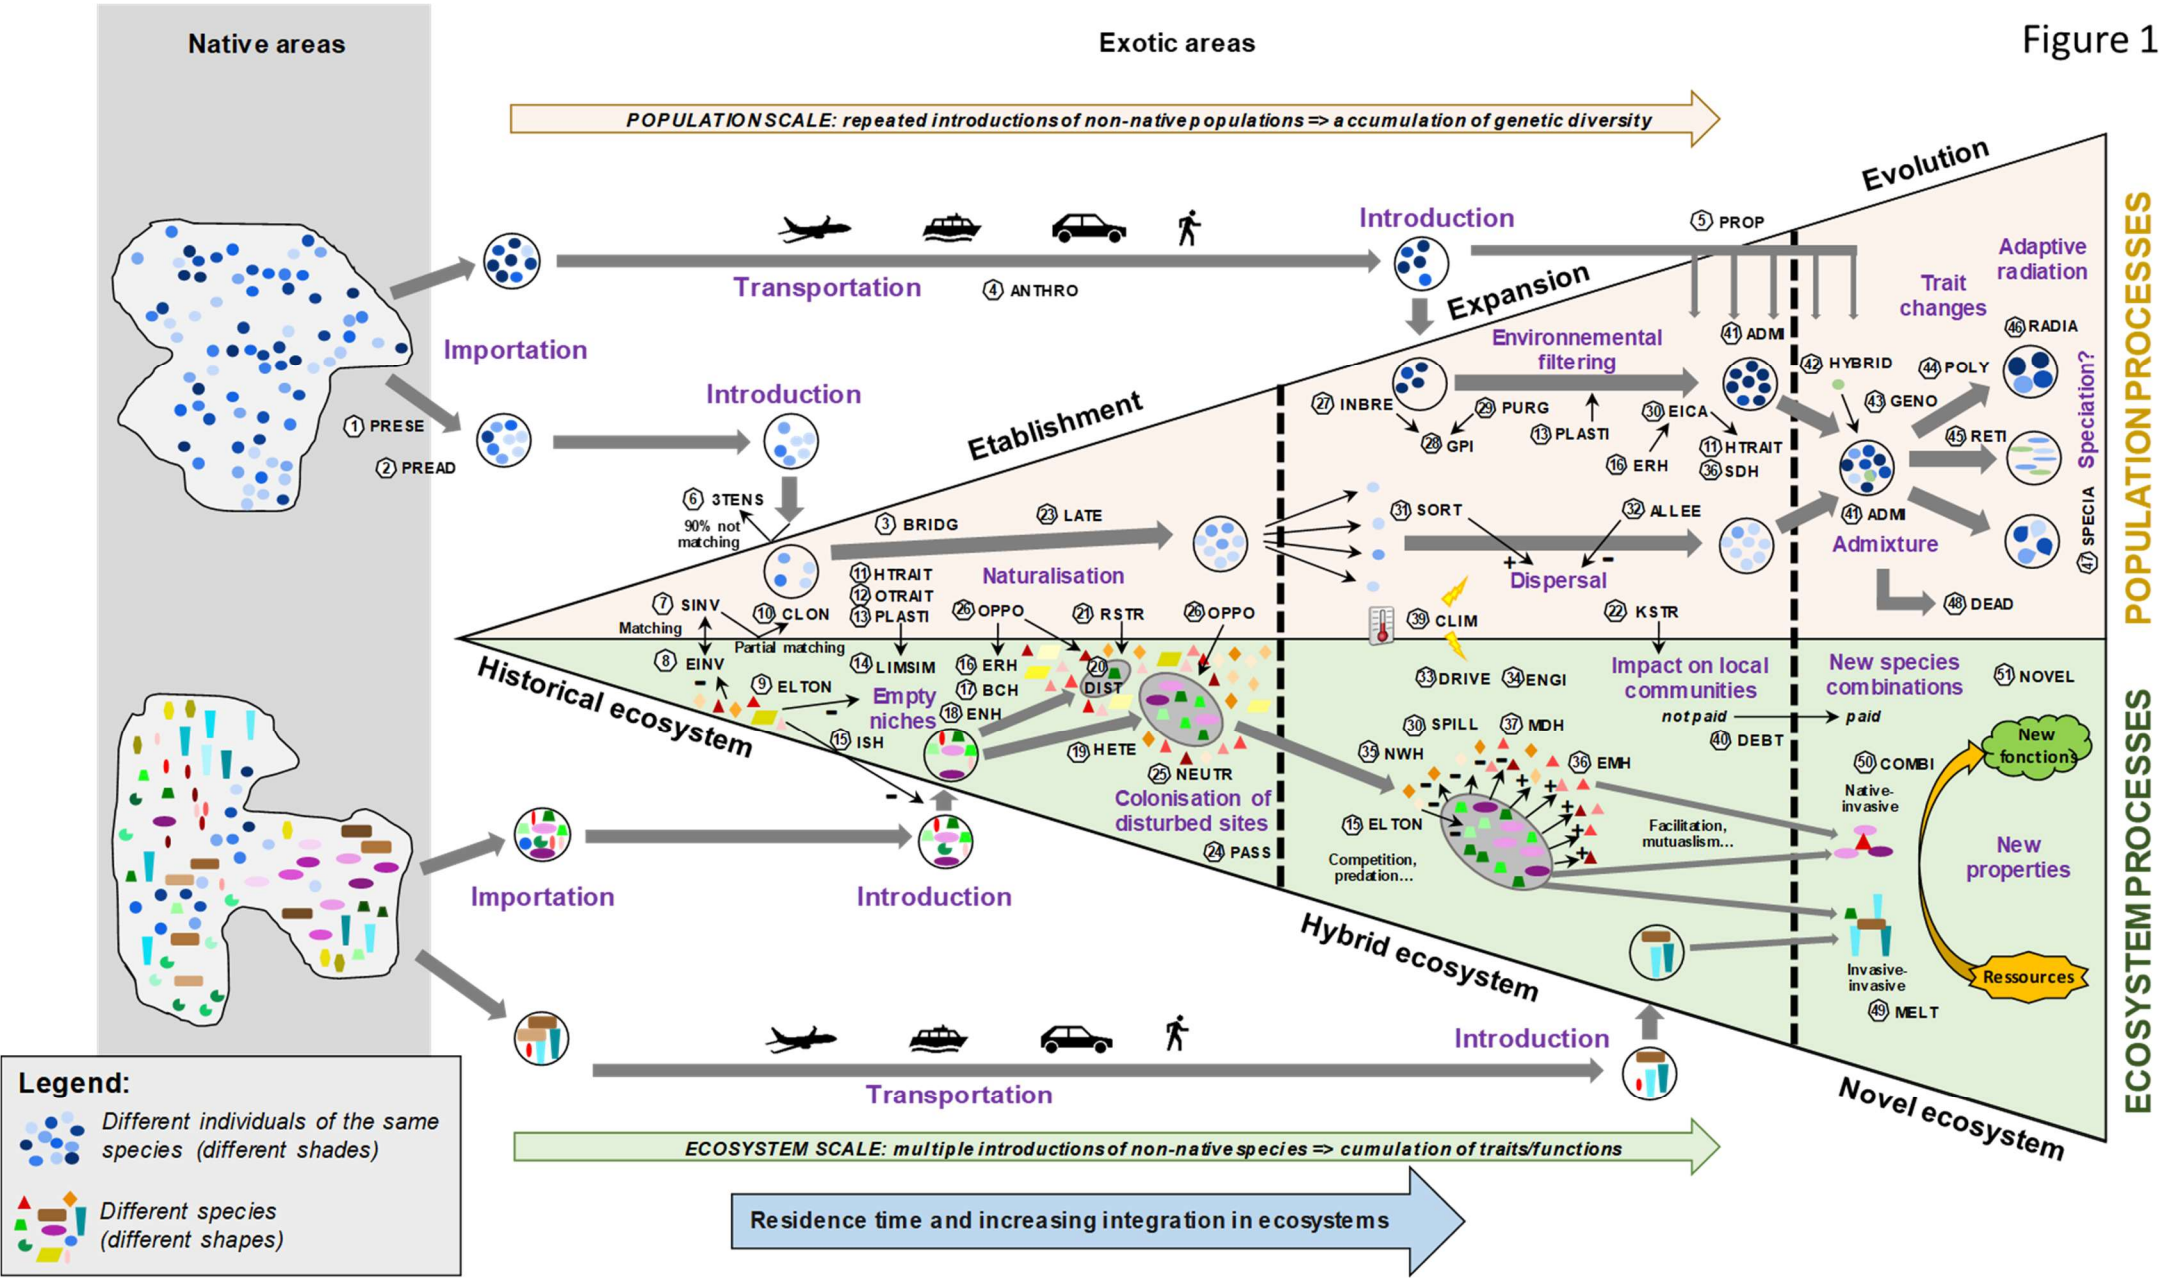 Native areas
Exotic areas
Figure 1
POPULATION SCALE: repeated introductions of non-native populations => accumulation of genetic diversity
Evolution
5 PROP
Introduction
Transportation
4 ANTHRO
Expansion
Adaptive
radiation
Trait
changes
46 RADIA
Importation
Environnemental
filtering
41 ADMI
42 HYBRID
44 POLY
43 GENO
Speciation?
Introduction
Etablishment
27 INBRE
29 PURG
30 EICA
13 PLASTI
28 GPI
11 HTRAIT
16 ERH
36 SDH
45 RETI
1 PRESE
2 PREAD
6 3TENS
90% not
matching
3 BRIDG
23 LATE
31 SORT
32 ALLEE
41 ADMI
Admixture
47 SPECIA
+
-
Dispersal
11 HTRAIT
12 OTRAIT
13 PLASTI
Naturalisation
7 SINV
Matching
10 CLON
Partial matching
26 OPPO
21 RSTR
26 OPPO
39 CLIM
22 KSTR
48 DEAD
POPULATION PROCESSES
Historical ecosystem
8 EINV
-
9 ELTON
-
14 LIMSIM
Empty
niches
15 ISH
-
16 ERH
17 BCH
18 ENH
20
DIST
19 HETE
25 NEUTR
Colonisation of
disturbed sites
24 PASS
33 DRIVE
34 ENGI
Impact on local
communities
not paid
paid
40 DEBT
New species
combinations
51 NOVEL
30 SPILL
37 MDH
35 NWH
36 EMH
- - - - -
+ + + + +
15 ELTON
Competition,
predation...
Facilitation,
mutuaslism...
50 COMBI
Native-
invasive
New
fonctions
New
properties
Ressources
Invasive-
invasive
49 MELT
Importation
Introduction
Hybrid ecosystem
Introduction
Transportation
Novel ecosystem
ECOSYSTEM PROCESSES
Legend:
Different individuals of the same
species (different shades)
Different species
(different shapes)
ECOSYSTEM SCALE: multiple introductions of non-native species => cumulation of traits/functions
Residence time and increasing integration in ecosystems